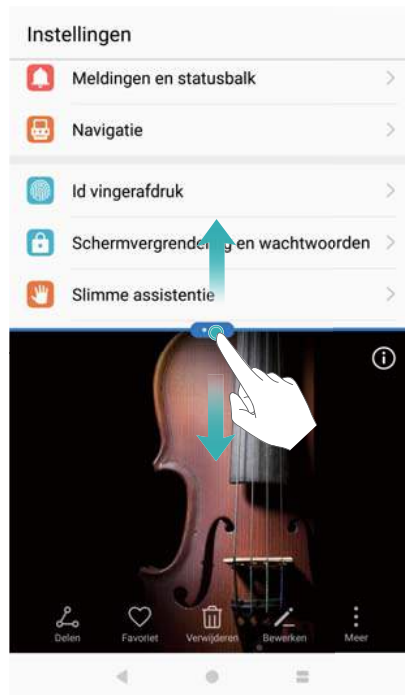 Instellingen
Meldingen en statusbalk
Navigatie
Id vingerafdruk
Schermvergrendeling en wachtwoorden
Slimme assistentie
Delen Favoriet Verwijderen Bewerken Meer